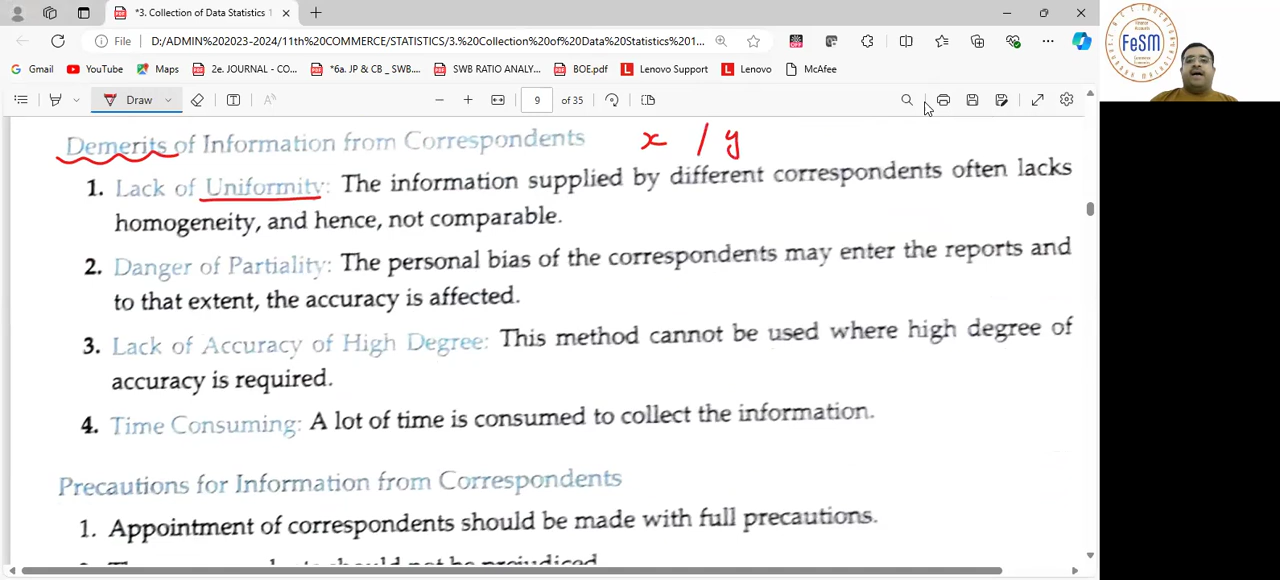 *3. Collection of Data Statistics 1
File D:/ADMIN%202023-2024/11th%20COMMERCE/STATI.../3.%20Collection%20of%20Data%20Statistics%201...
Gmail YouTube Maps 2e. JOURNAL - CO... *6a. JP & CB _ SWB.... SWB RATIO ANALY... BOE.pdf Lenovo Support Lenovo McAfee
Draw 9 of 35
Demerits of Information from Correspondents x / y
1. Lack of Uniformity: The information supplied by different correspondents often lacks
homogeneity, and hence, not comparable.
2. Danger of Partiality: The personal bias of the correspondents may enter the reports and
to that extent, the accuracy is affected.
3. Lack of Accuracy of High Degree: This method cannot be used where high degree of
accuracy is required.
4. Time Consuming: A lot of time is consumed to collect the information.
Precautions for Information from Correspondents
1. Appointment of correspondents should be made with full precautions.
should not be prejudiced
FeSM